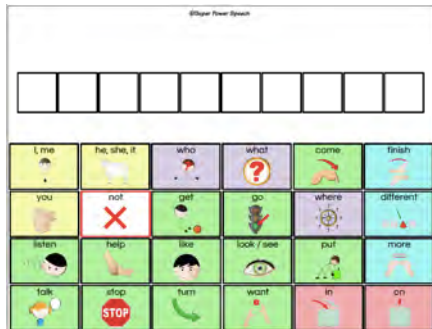 ©Super Power Speech
I, me he, she, it who what come finish
you not get go where different
listen help like look / see put more
talk stop turn want in on
STOP